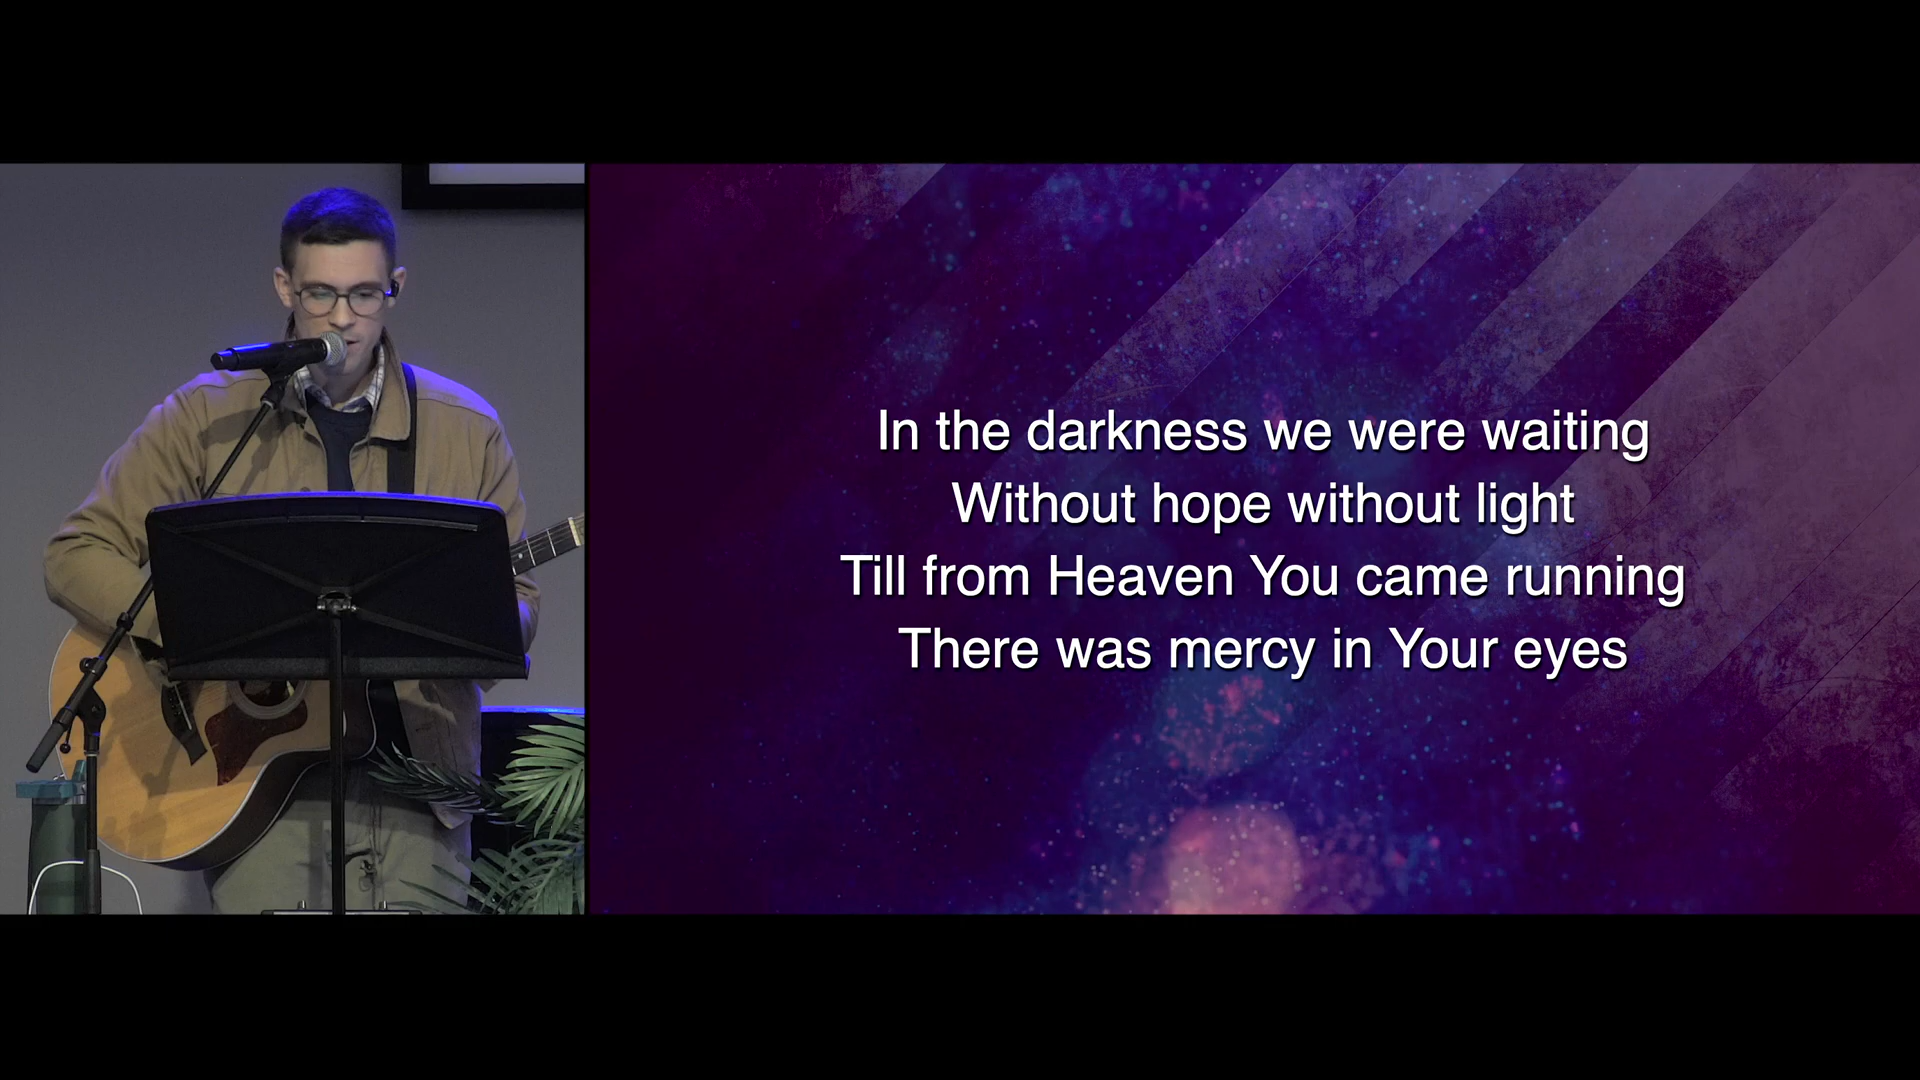 In the darkness we were waiting
Without hope without light
Till from Heaven You came running
There was mercy in Your eyes